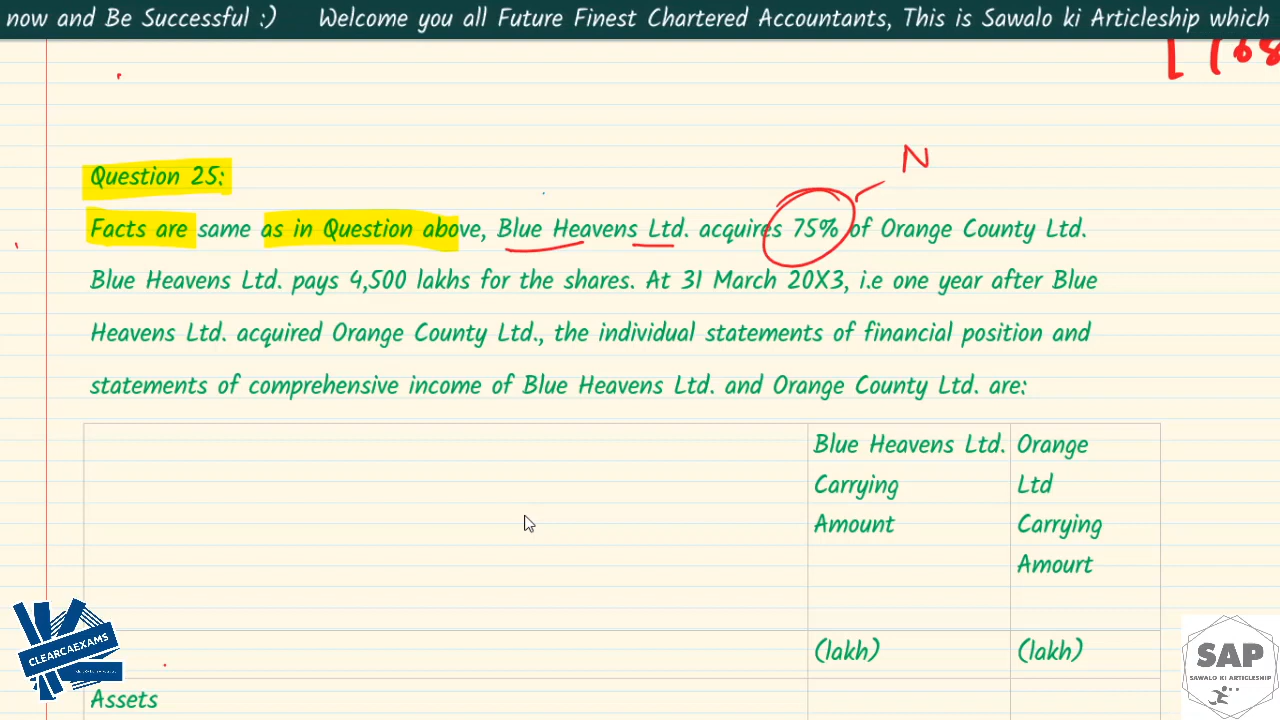 now and Be Successful :)     Welcome you all Future Finest Chartered Accountants, This is Sawalo ki Articleship which
Question 25:
N
Facts are same as in Question above, Blue Heavens Ltd. acquires 75% of Orange County Ltd.
Blue Heavens Ltd. pays 4,500 lakhs for the shares. At 31 March 20X3, i.e one year after Blue
Heavens Ltd. acquired Orange County Ltd., the individual statements of financial position and
statements of comprehensive income of Blue Heavens Ltd. and Orange County Ltd. are:
Blue Heavens Ltd. Orange
Carrying Ltd
Amount Carrying
Amourt
(lakh) (lakh)
Assets
CLEARCAEXAMS
SAP
SAWALO KI ARTICLESHIP